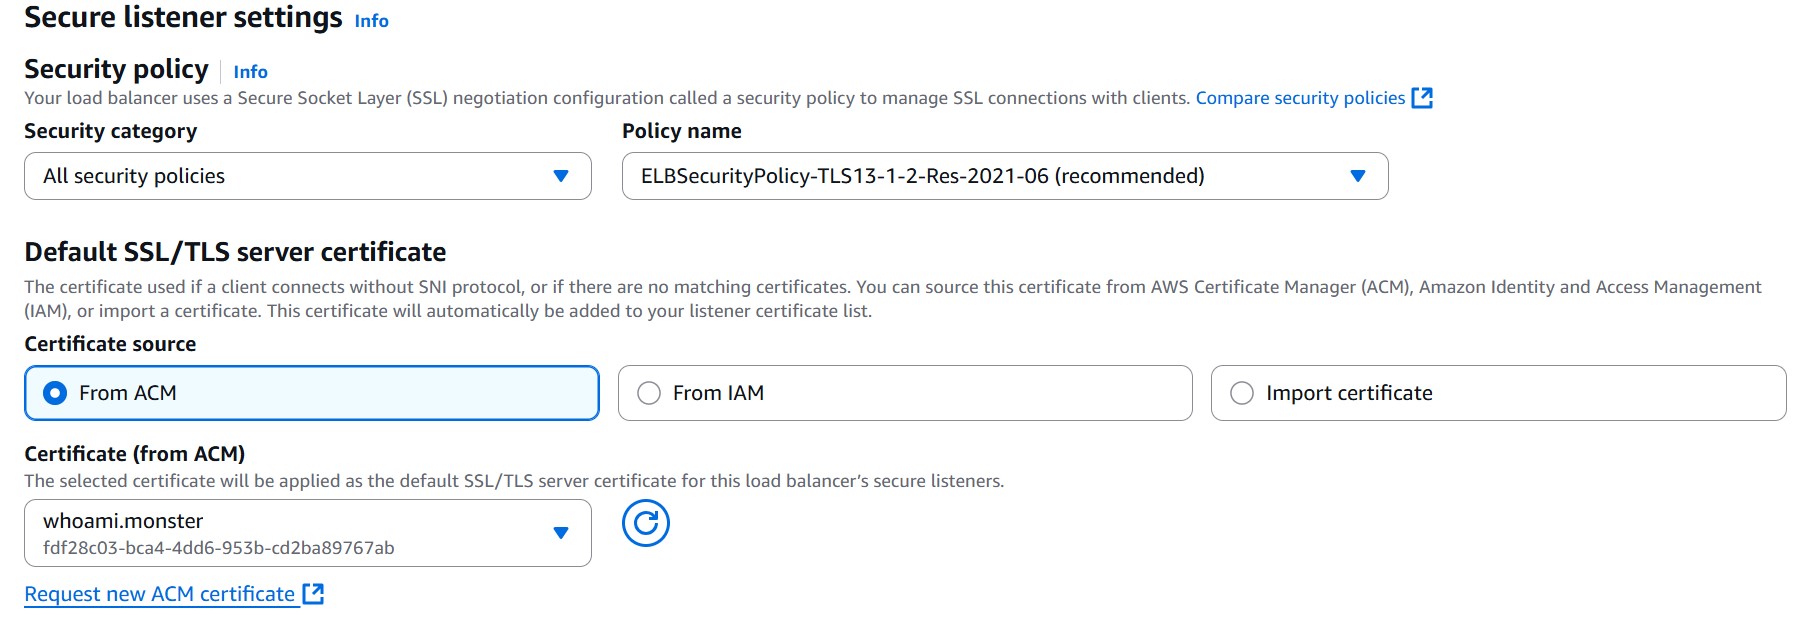 Secure listener settings Info
Security policy Info
Your load balancer uses a Secure Socket Layer (SSL) negotiation configuration called a security policy to manage SSL connections with clients. Compare security policies
Security category Policy name
All security policies ELBSecurityPolicy-TLS13-1-2-Res-2021-06 (recommended)
Default SSL/TLS server certificate
The certificate used if a client connects without SNI protocol, or if there are no matching certificates. You can source this certificate from AWS Certificate Manager (ACM), Amazon Identity and Access Management
(IAM), or import a certificate. This certificate will automatically be added to your listener certificate list.
Certificate source
From ACM From IAM Import certificate
Certificate (from ACM)
The selected certificate will be applied as the default SSL/TLS server certificate for this load balancer’s secure listeners.
whoami.monster
fdf28c03-bca4-4dd6-953b-cd2ba89767ab
Request new ACM certificate